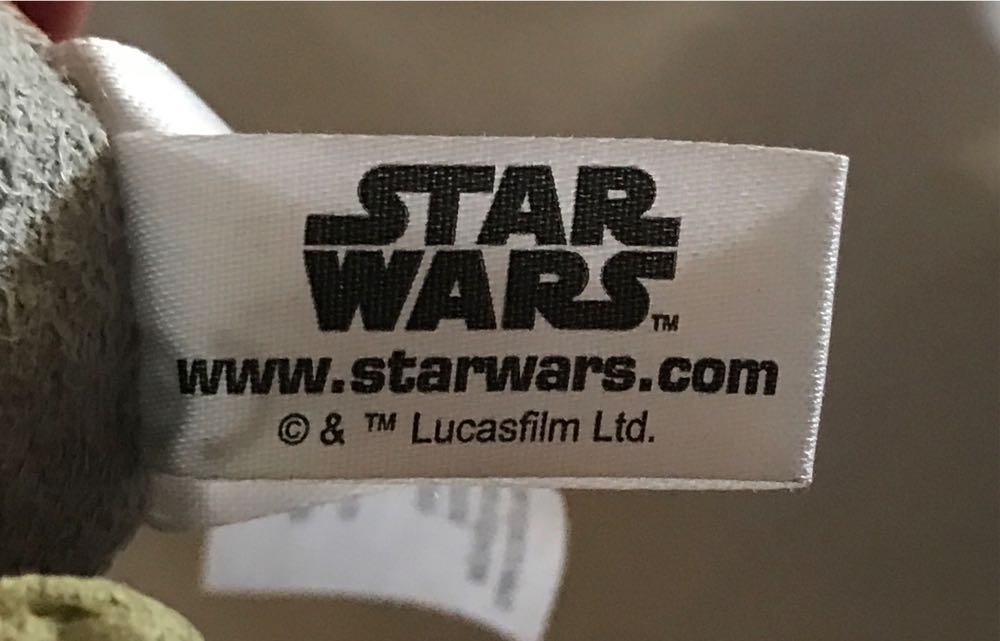 STAR
WARS™
www.starwars.com
© & ™ Lucasfilm Ltd.